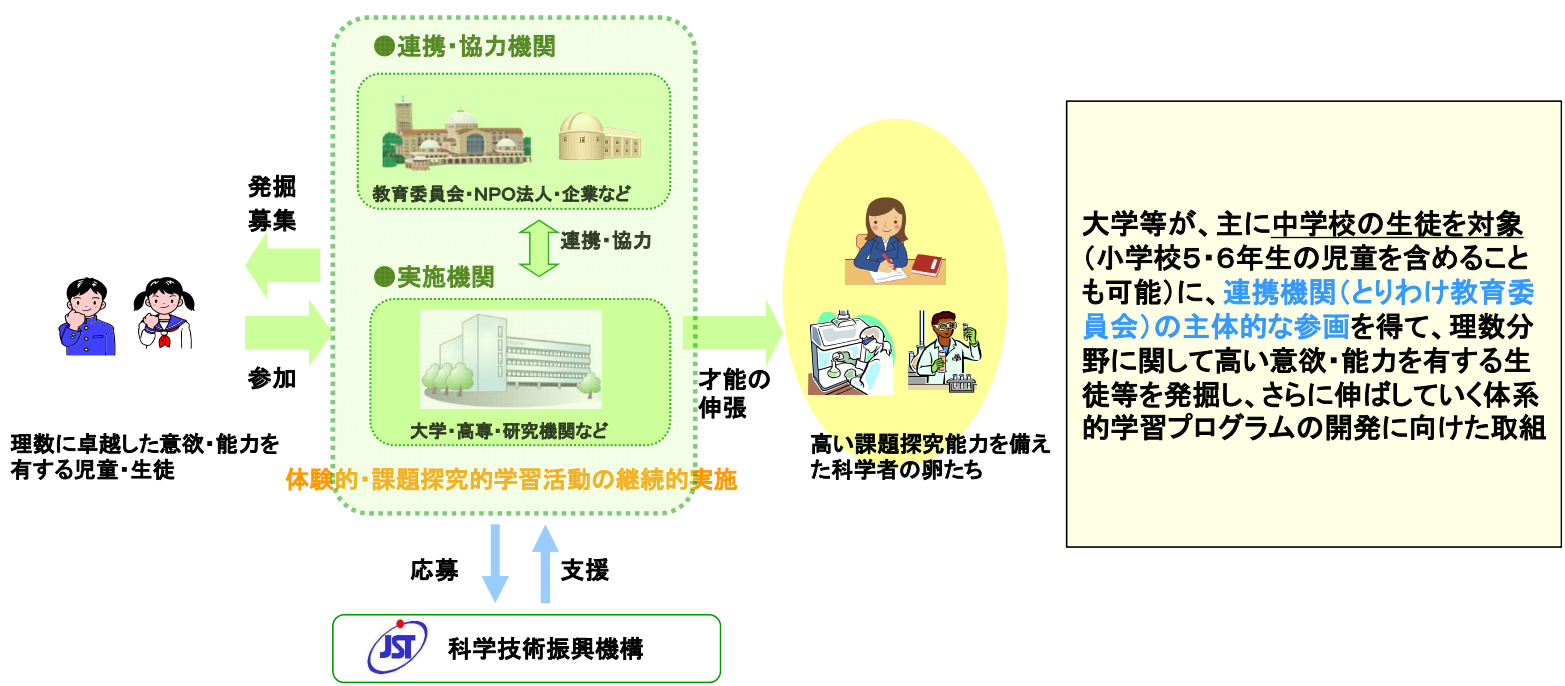 ●連携・協力機関
教育委員会・NPO法人・企業など
連携・協力
●実施機関
大学・高専・研究機関など
体験的・課題探究的学習活動の継続的実施
発掘
募集
参加
理数に卓越した意欲・能力を
有する児童・生徒
才能の
伸張
高い課題探究能力を備え
た科学者の卵たち
応募
支援
JST
科学技術振興機構
大学等が、主に中学校の生徒を対象
（小学校５・６年生の児童を含めること
も可能）に、連携機関（とりわけ教育委
員会）の主体的な参画を得て、理数分
野に関して高い意欲・能力を有する生
徒等を発掘し、さらに伸ばしていく体系
的学習プログラムの開発に向けた取組